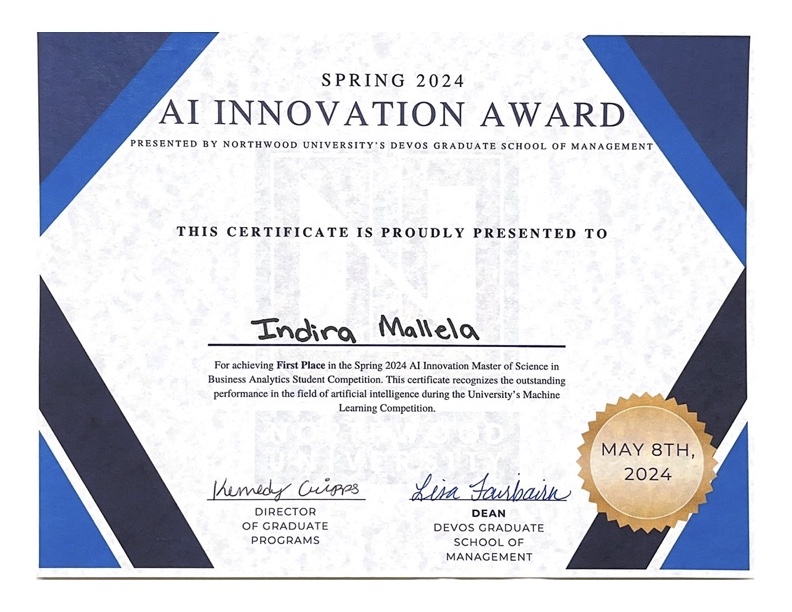 SPRING 2024
AI INNOVATION AWARD
PRESENTED BY NORTHWOOD UNIVERSITY'S DEVOS GRADUATE SCHOOL OF MANAGEMENT
THIS CERTIFICATE IS PROUDLY PRESENTED TO
Indira Mallela
For achieving First Place in the Spring 2024 AI Innovation Master of Science in
Business Analytics Student Competition. This certificate recognizes the outstanding
performance in the field of artificial intelligence during the University's Machine
Learning Competition.
MAY 8TH,
2024
Kennedy Cripps
DIRECTOR
OF GRADUATE
PROGRAMS
Lisa Fairbairn
DEAN
DEVOS GRADUATE
SCHOOL OF
MANAGEMENT